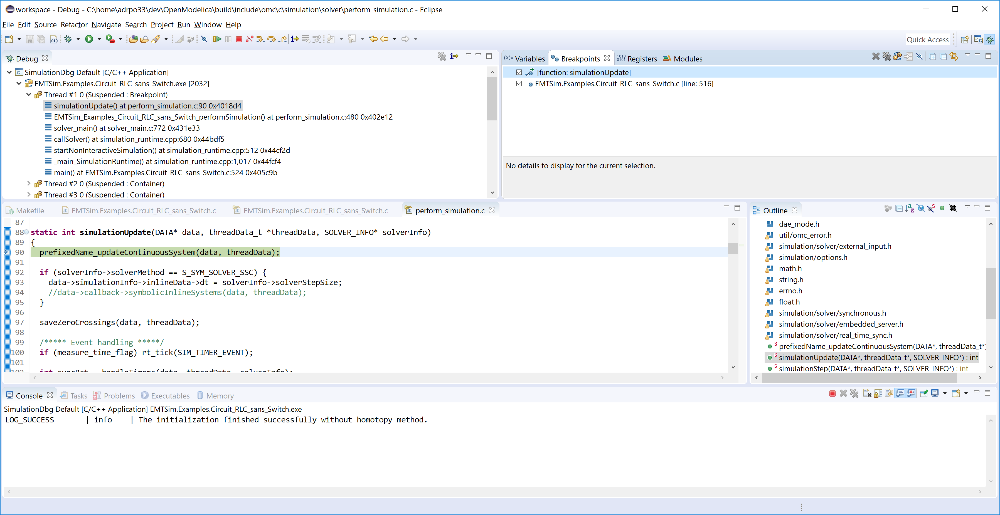 workspace - Debug - C:\home\adrpo33\dev\OpenModelica\build\include\omc\c\simulation\solver\perform_simulation.c - Eclipse
File Edit Source Refactor Navigate Search Project Run Window Help
Quick Access
Debug
SimulationDbg Default [C/C++ Application]
EMTSim.Examples.Circuit_RLC_sans_Switch.exe [2032]
Thread #1 0 (Suspended : Breakpoint)
simulationUpdate() at perform_simulation.c:90 0x4018d4
EMTSim_Examples_Circuit_RLC_sans_Switch_performSimulation() at perform_simulation.c:480 0x402e12
solver_main() at solver_main.c:772 0x431e33
callSolver() at simulation_runtime.cpp:680 0x44bdf5
startNonInteractiveSimulation() at simulation_runtime.cpp:512 0x44cf2d
_main_SimulationRuntime() at simulation_runtime.cpp:1,017 0x44fcf4
main() at EMTSim.Examples.Circuit_RLC_sans_Switch.c:524 0x405c9b
Thread #2 0 (Suspended : Container)
Thread #3 0 (Suspended : Container)
(x)= Variables Breakpoints Registers Modules
[function: simulationUpdate]
EMTSim.Examples.Circuit_RLC_sans_Switch.c [line: 516]
No details to display for the current selection.
Makefile EMTSim.Examples.Circuit_RLC_sans_Switch.c EMTSim.Examples.Circuit_RLC_sans_Switch.c perform_simulation.c
87
88 static int simulationUpdate(DATA* data, threadData_t *threadData, SOLVER_INFO* solverInfo)
89 {
90 prefixedName_updateContinuousSystem(data, threadData);
91
92 if (solverInfo->solverMethod == S_SYM_SOLVER_SSC) {
93 data->simulationInfo->inlineData->dt = solverInfo->solverStepSize;
94 //data->callback->symbolicInlineSystems(data, threadData);
95 }
96
97 saveZeroCrossings(data, threadData);
98
99 /***** Event handling *****/
100 if (measure_time_flag) rt_tick(SIM_TIMER_EVENT);
101
102 int syncRet = handleTimers(data, threadData, solverInfo);
Outline
dae_mode.h
util/omc_error.h
simulation/solver/external_input.h
simulation/options.h
math.h
string.h
errno.h
float.h
simulation/solver/synchronous.h
simulation/solver/embedded_server.h
simulation/solver/real_time_sync.h
prefixedName_updateContinuousSystem(DATA*, threadData_t*)
simulationUpdate(DATA*, threadData_t*, SOLVER_INFO*) : int
simulationStep(DATA*, threadData_t*, SOLVER_INFO*) : int
Console Tasks Problems Executables Memory
SimulationDbg Default [C/C++ Application] EMTSim.Examples.Circuit_RLC_sans_Switch.exe
LOG_SUCCESS | info | The initialization finished successfully without homotopy method.